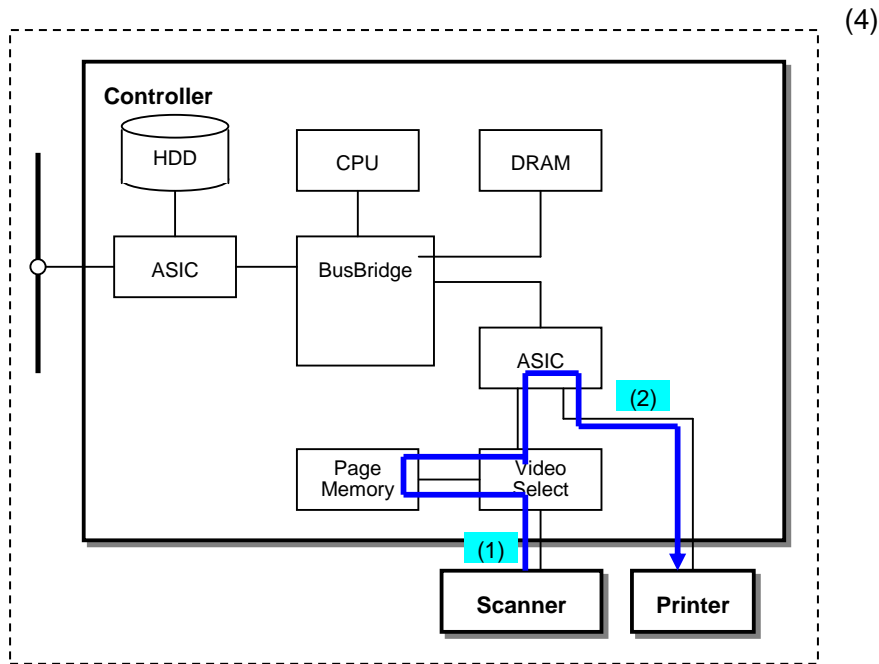 (4)
Controller
HDD
CPU
DRAM
ASIC
BusBridge
ASIC
(2)
Page
Memory
Video
Select
(1)
Scanner
Printer